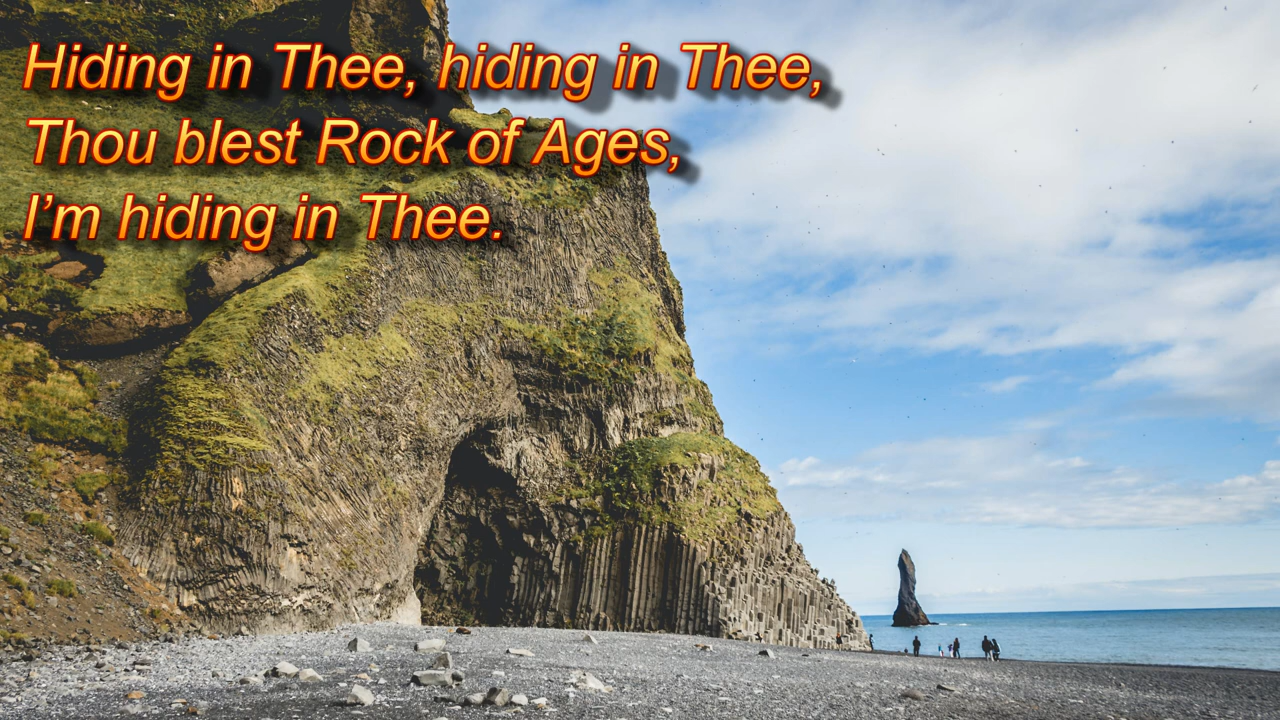 Hiding in Thee, hiding in Thee,
Thou blest Rock of Ages,
I’m hiding in Thee.